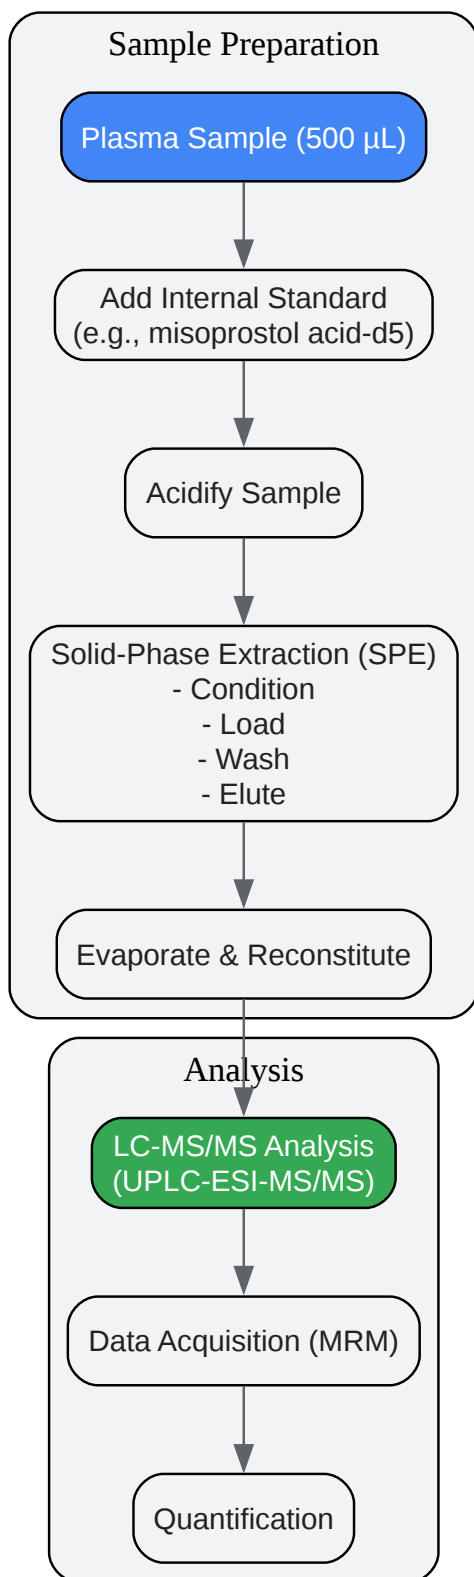 Sample Preparation
Plasma Sample (500 µL)
Add Internal Standard
(e.g., misoprostol acid-d5)
Acidify Sample
Solid-Phase Extraction (SPE)
- Condition
- Load
- Wash
- Elute
Evaporate & Reconstitute
Analysis
LC-MS/MS Analysis
(UPLC-ESI-MS/MS)
Data Acquisition (MRM)
Quantification